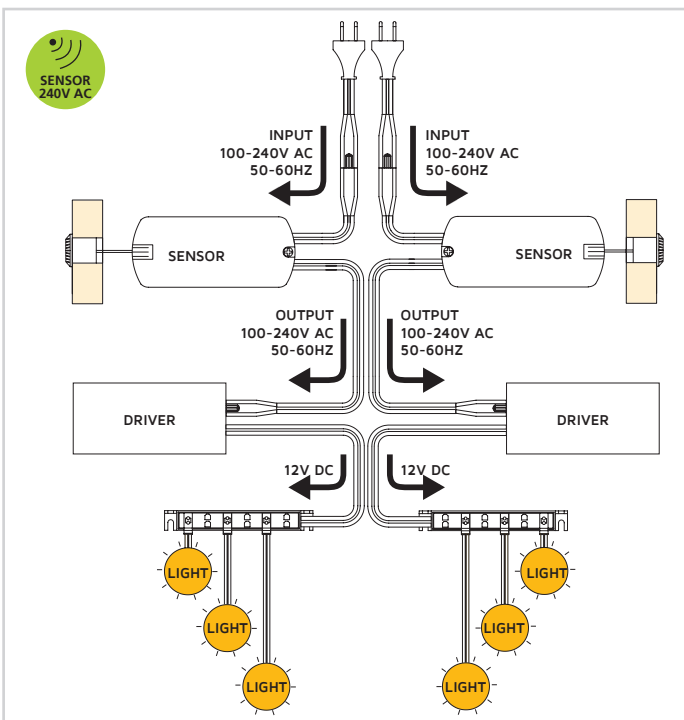 SENSOR
240V AC
INPUT
100-240V AC
50-60HZ
INPUT
100-240V AC
50-60HZ
SENSOR
SENSOR
OUTPUT
100-240V AC
50-60HZ
OUTPUT
100-240V AC
50-60HZ
DRIVER
DRIVER
12V DC
12V DC
LIGHT
LIGHT
LIGHT
LIGHT
LIGHT
LIGHT